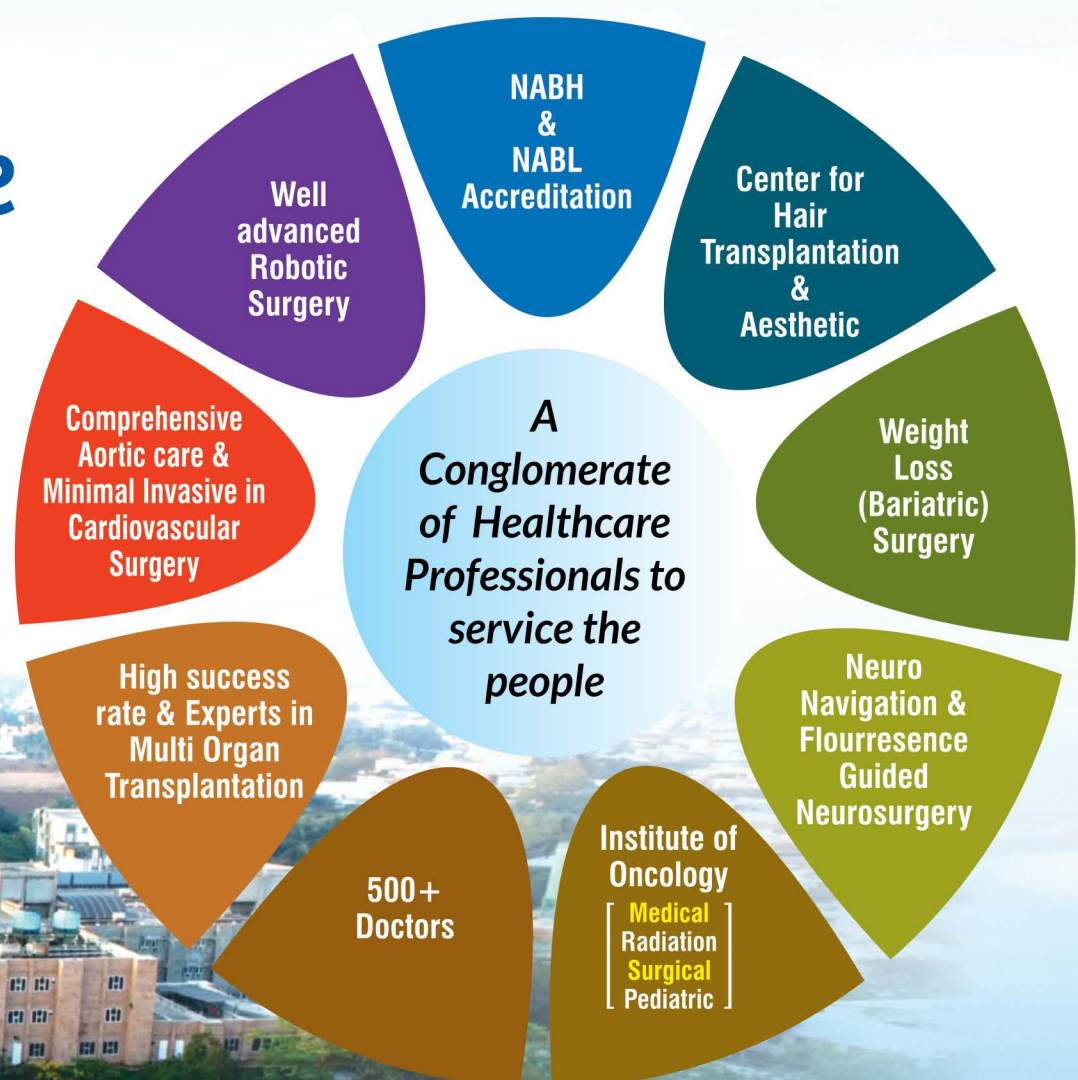 e
NABH
&
NABL
Accreditation
Center for
Hair
Transplantation
&
Aesthetic
Weight
Loss
(Bariatric)
Surgery
Neuro
Navigation &
Flourresence
Guided
Neurosurgery
Institute of
Oncology
Medical
Radiation
Surgical
Pediatric
500+
Doctors
High success
rate & Experts in
Multi Organ
Transplantation
Comprehensive
Aortic care &
Minimal Invasive in
Cardiovascular
Surgery
Well
advanced
Robotic
Surgery
A
Conglomerate
of Healthcare
Professionals to
service the
people